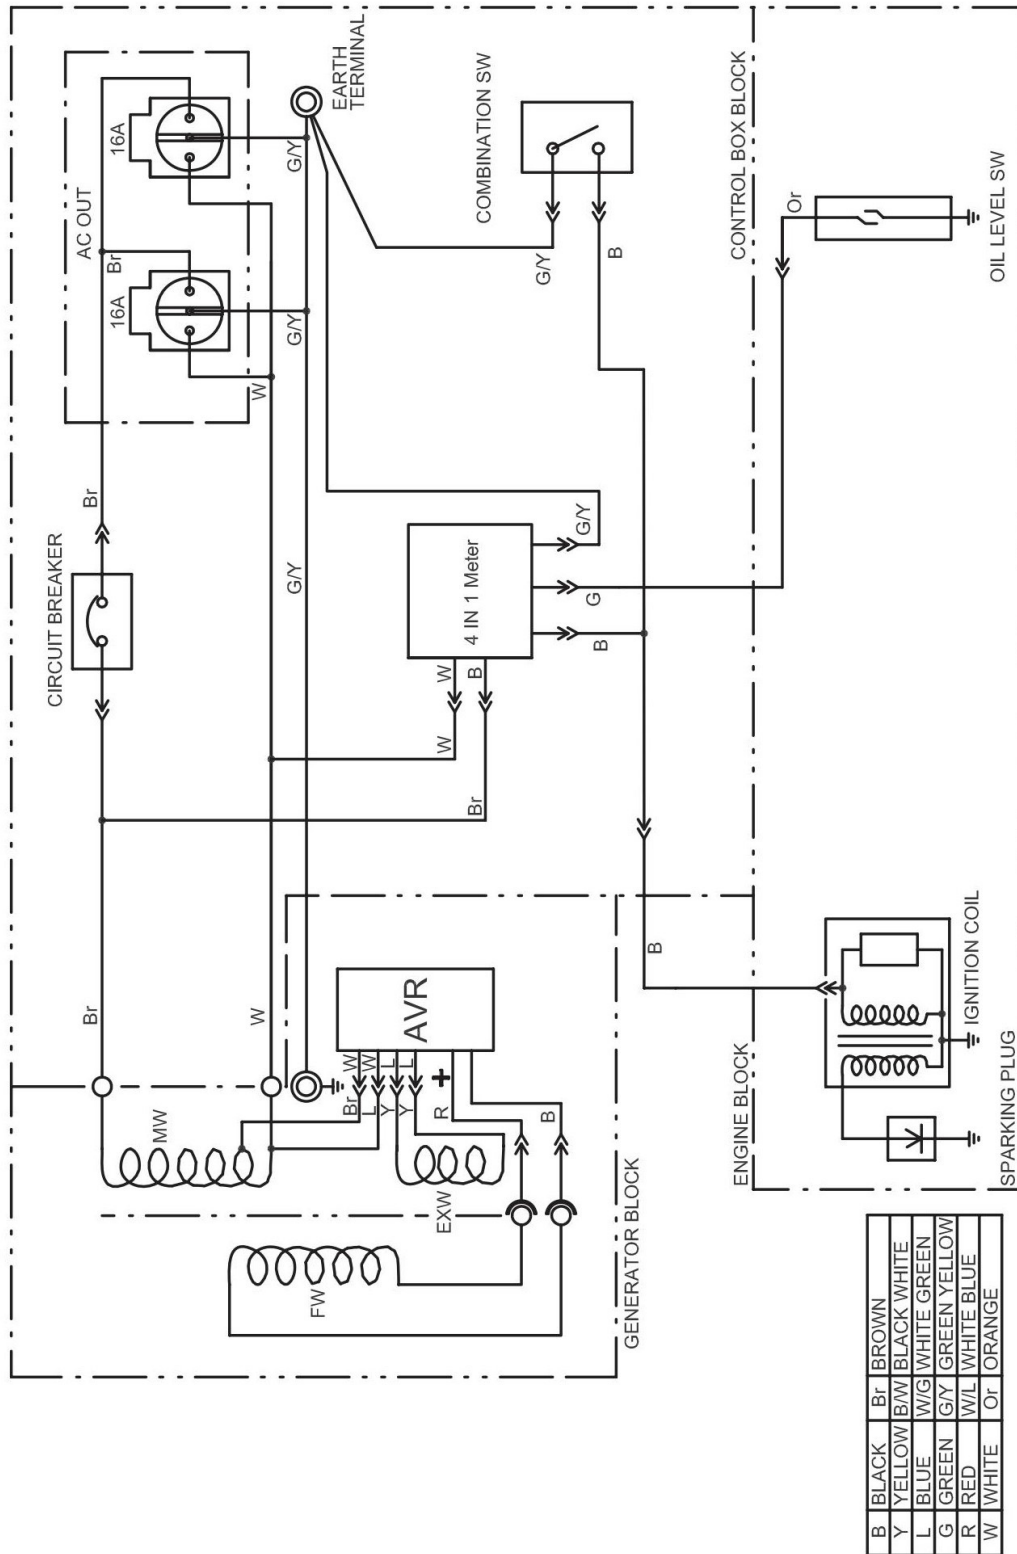 GENERATOR BLOCK
FW
MW
EXW
Br
W
AVR
W
W
L
L
Br
L
Y
Y
+
R
B
CIRCUIT BREAKER
Br
AC OUT
Br
16A
16A
W
G/Y
G/Y
G/Y
EARTH
TERMINAL
4 IN 1 Meter
W
B
W
Br
G/Y
G
B
COMBINATION SW
G/Y
B
CONTROL BOX BLOCK
Or
OIL LEVEL SW
ENGINE BLOCK
B
IGNITION COIL
SPARKING PLUG
B BLACK Br BROWN
Y YELLOW B/W BLACK WHITE
L BLUE W/G WHITE GREEN
G GREEN G/Y GREEN YELLOW
R RED W/L WHITE BLUE
W WHITE Or ORANGE